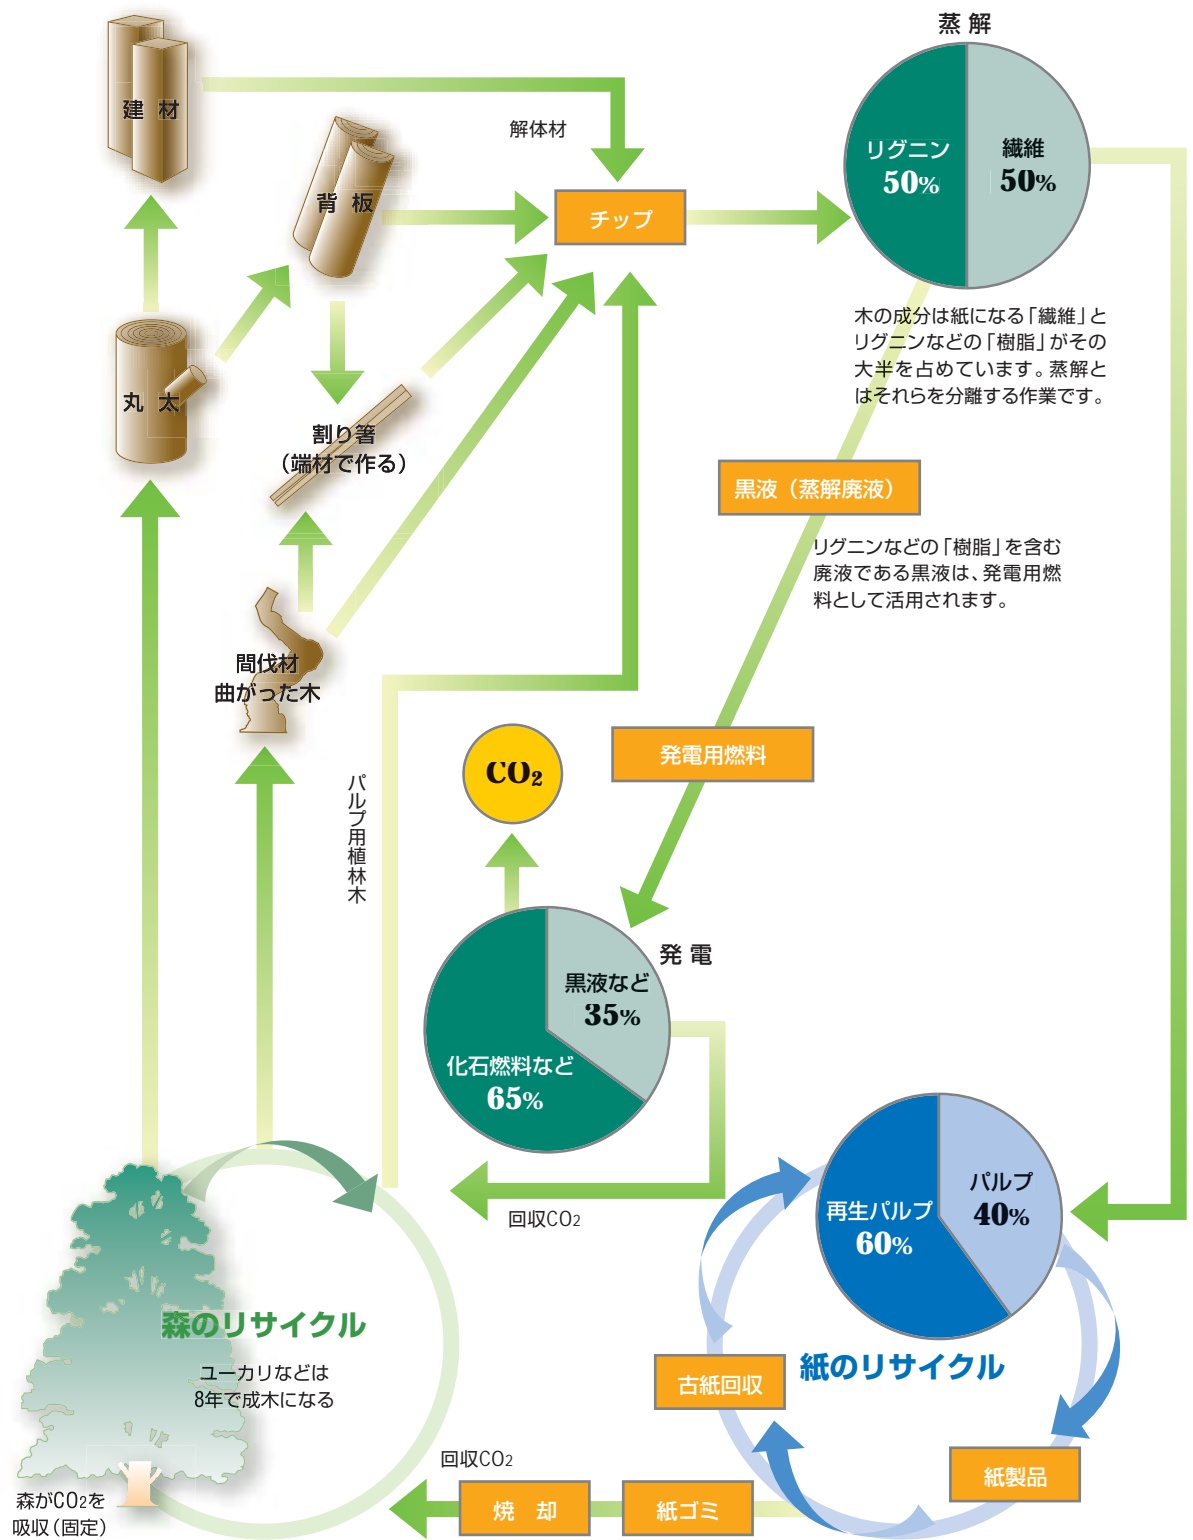 蒸解
建材
解体材
リグニン
50%
繊維
50%
背板
チップ
木の成分は紙になる「繊維」と
リグニンなどの「樹脂」がその
大半を占めています。蒸解と
はそれらを分離する作業です。
丸太
割り箸
（端材で作る）
黒液（蒸解廃液）
リグニンなどの「樹脂」を含む
廃液である黒液は、発電用燃
料として活用されます。
間伐材
曲がった木
発電用燃料
CO2
パルプ用植林木
発電
黒液など
35%
化石燃料など
65%
回収CO2
パルプ
40%
再生パルプ
60%
森のリサイクル
ユーカリなどは
8年で成木になる
紙のリサイクル
古紙回収
紙製品
回収CO2
焼却
紙ゴミ
森がCO2を
吸収（固定）